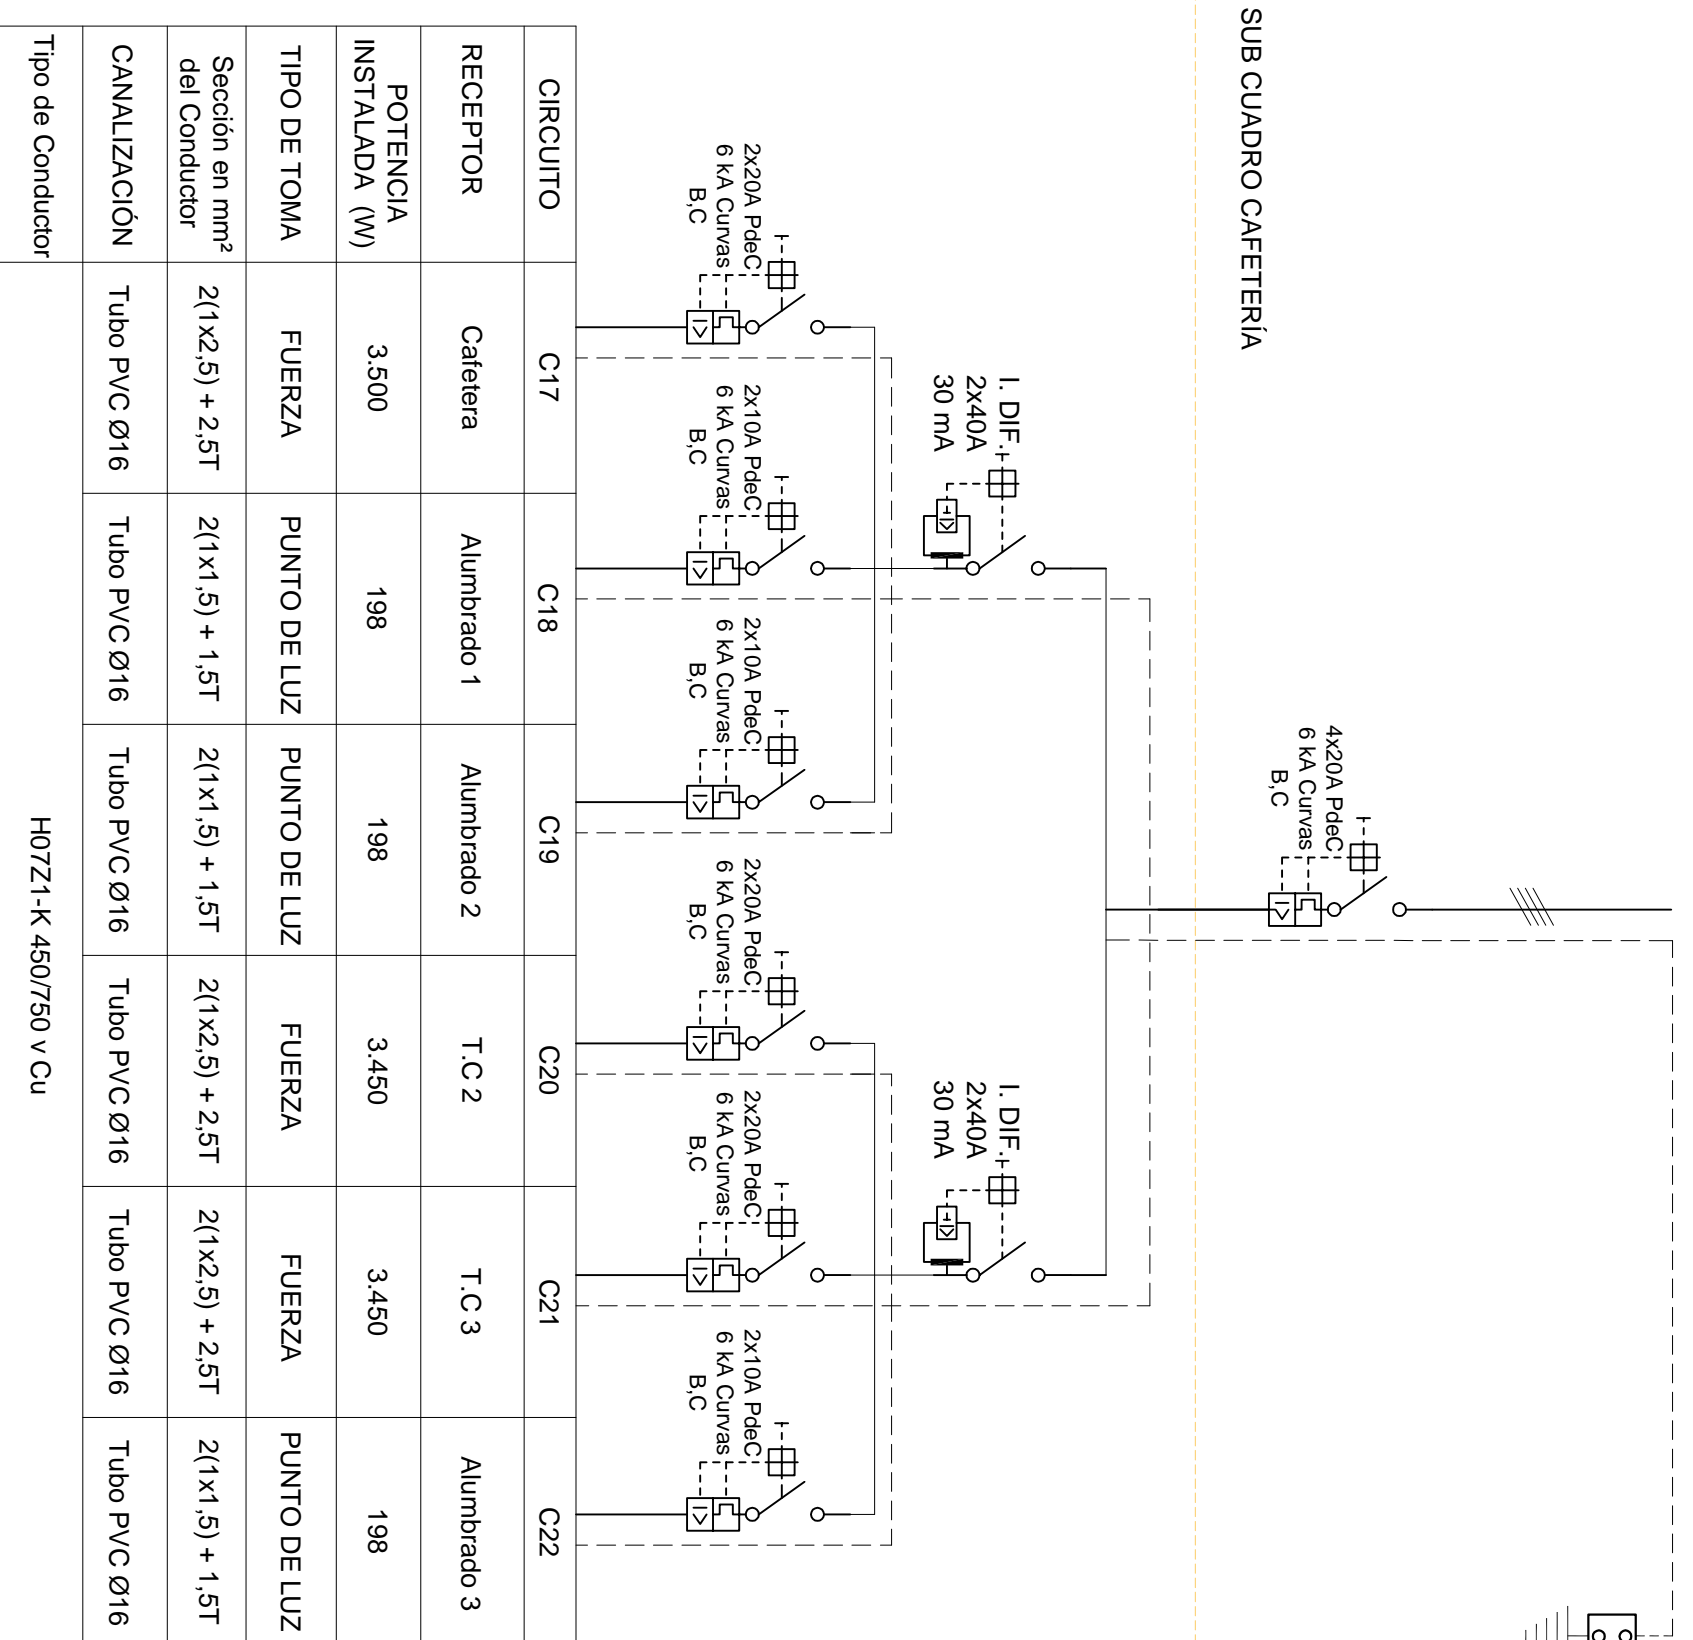 SUB CUADRO CAFETERÍA
4x20A PdeC
6 kA Curvas
B,C
I. DIF.
2x40A
30 mA
I. DIF.
2x40A
30 mA
2x20A PdeC
6 kA Curvas
B,C
2x10A PdeC
6 kA Curvas
B,C
2x10A PdeC
6 kA Curvas
B,C
2x20A PdeC
6 kA Curvas
B,C
2x20A PdeC
6 kA Curvas
B,C
2x10A PdeC
6 kA Curvas
B,C
CIRCUITO C17 C18 C19 C20 C21 C22
RECEPTOR Cafetera Alumbrado 1 Alumbrado 2 T.C 2 T.C 3 Alumbrado 3
POTENCIA
INSTALADA (W) 3.500 198 198 3.450 3.450 198
TIPO DE TOMA FUERZA PUNTO DE LUZ PUNTO DE LUZ FUERZA FUERZA PUNTO DE LUZ
Sección en mm²
del Conductor 2(1x2,5) + 2,5T 2(1x1,5) + 1,5T 2(1x1,5) + 1,5T 2(1x2,5) + 2,5T 2(1x2,5) + 2,5T 2(1x1,5) + 1,5T
CANALIZACIÓN Tubo PVC Ø16 Tubo PVC Ø16 Tubo PVC Ø16 Tubo PVC Ø16 Tubo PVC Ø16 Tubo PVC Ø16
Tipo de Conductor H07Z1-K 450/750 v Cu